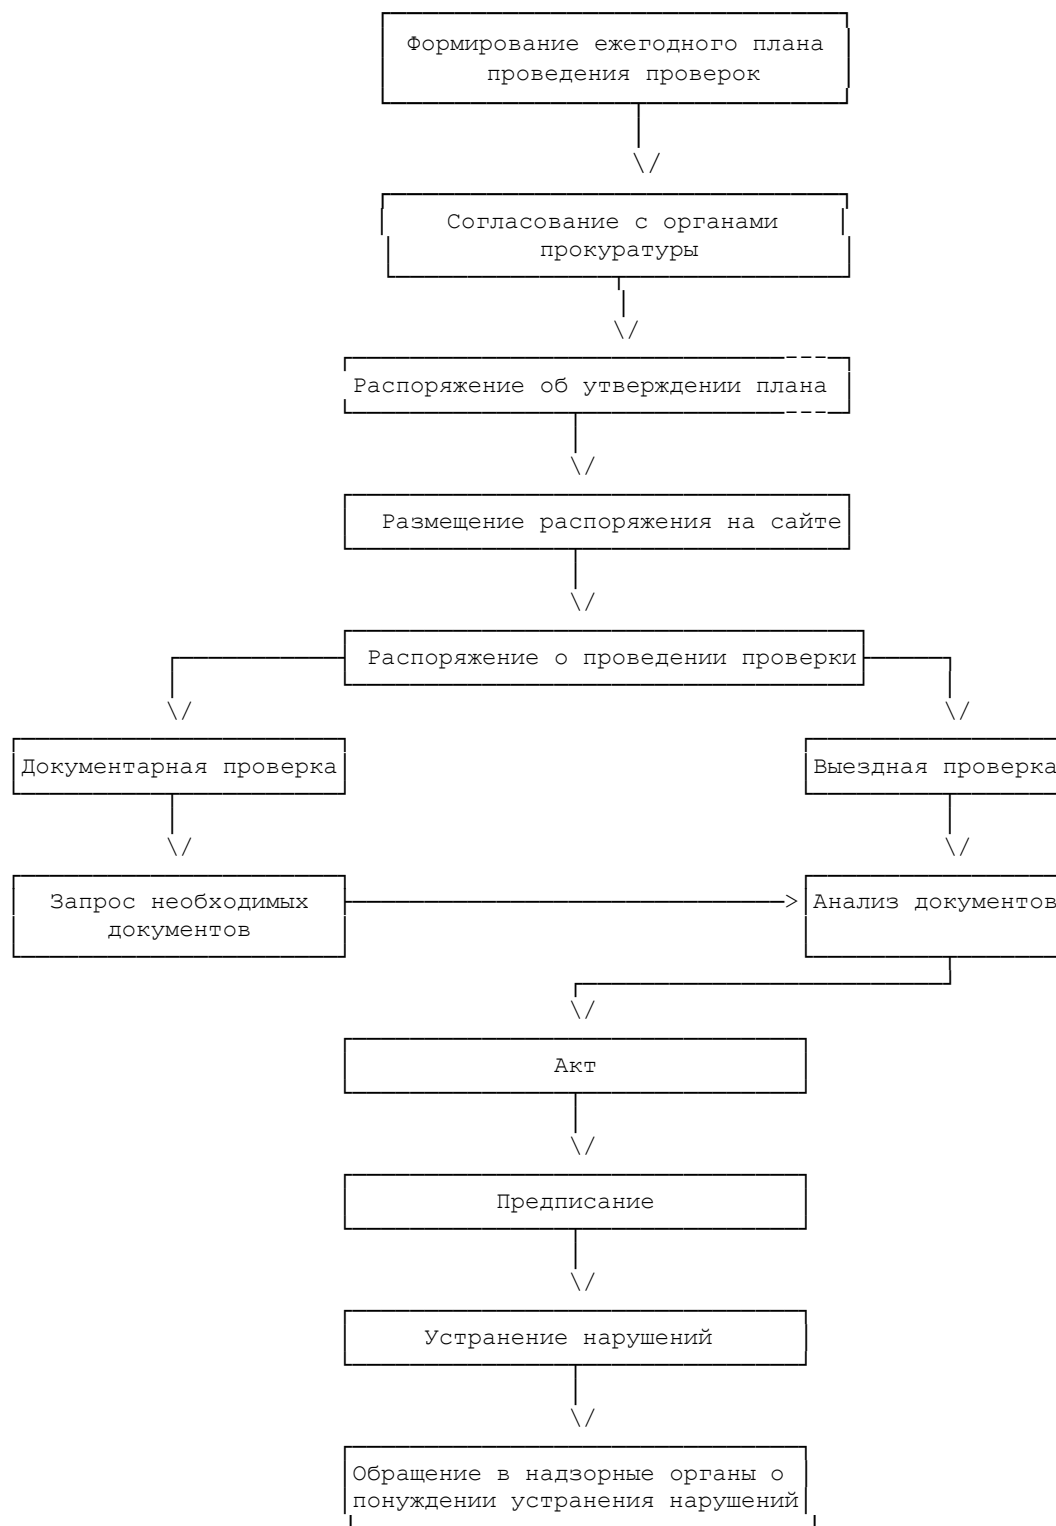 Формирование ежегодного плана
проведения проверок
Согласование с органами
прокуратуры
Распоряжение об утверждении плана
Размещение распоряжения на сайте
Распоряжение о проведении проверки
Документарная проверка
Выездная проверка
Запрос необходимых
документов
Анализ документов
Акт
Предписание
Устранение нарушений
Обращение в надзорные органы о
понуждении устранения нарушений